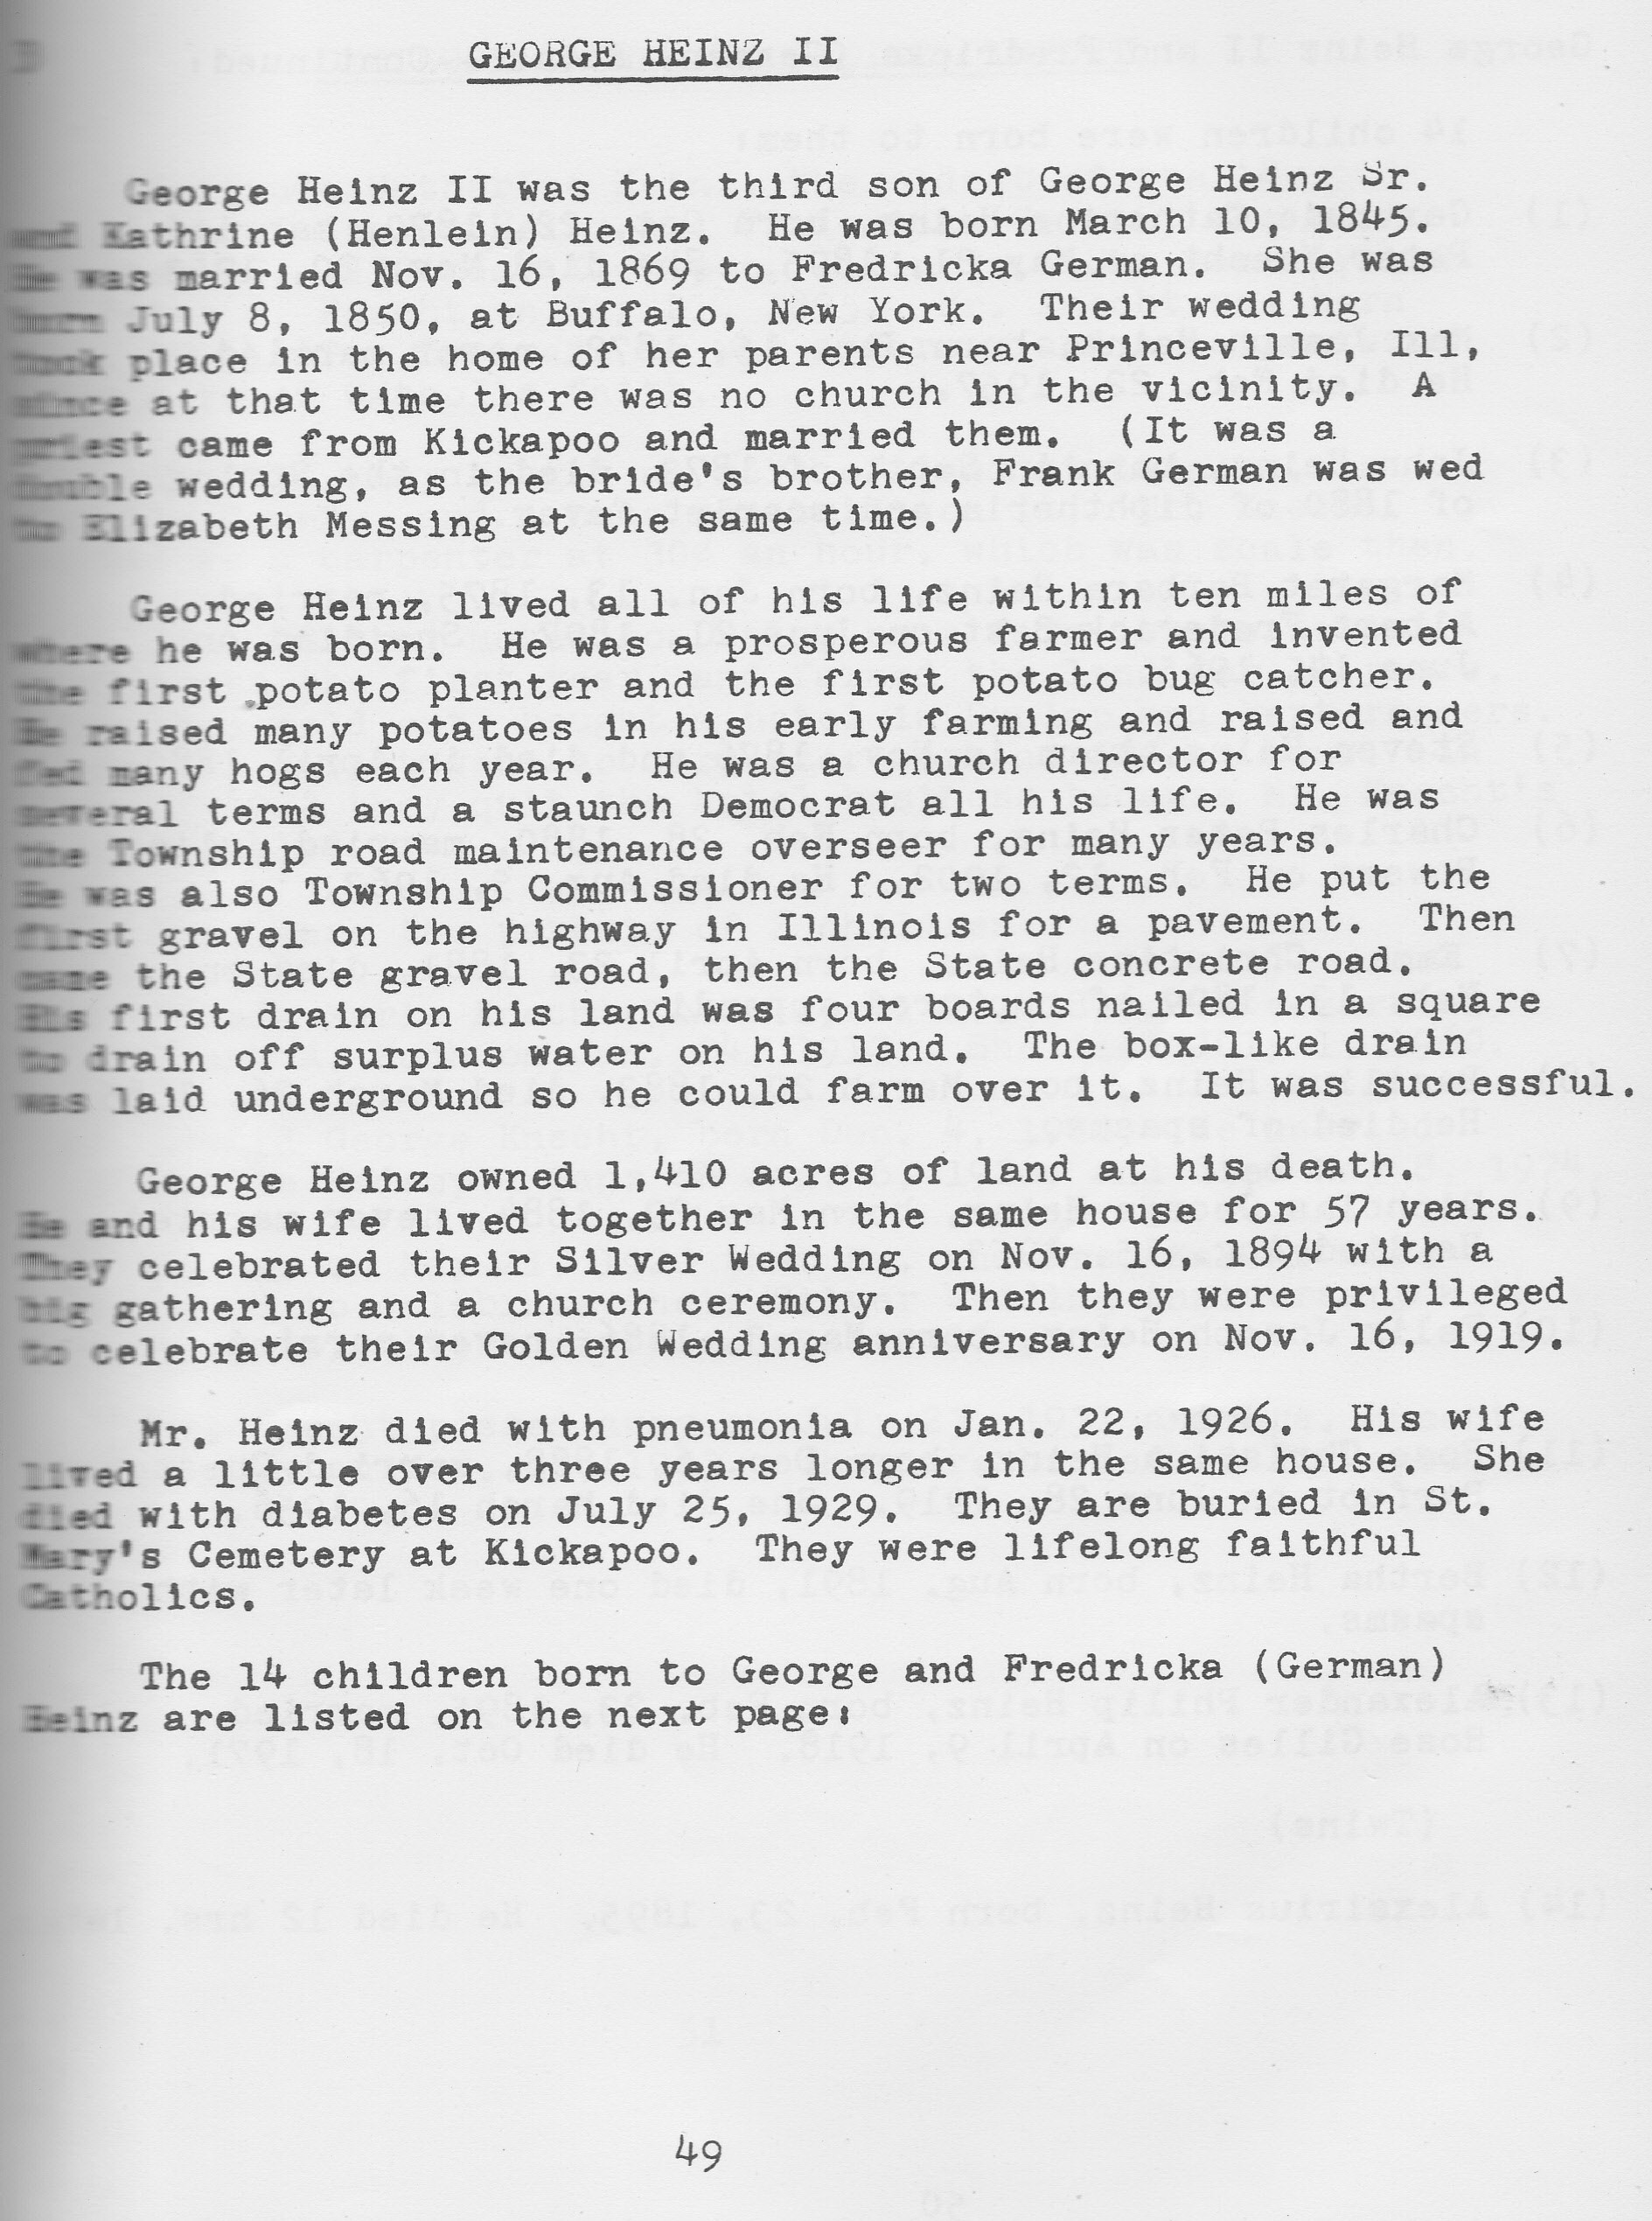 GEORGE HEINZ II
George Heinz II was the third son of George Heinz Sr.
and Kathrine (Henlein) Heinz. He was born March 10, 1845.
He was married Nov. 16, 1869 to Fredricka German. She was
born July 8, 1850, at Buffalo, New York. Their wedding
took place in the home of her parents near Princeville, Ill,
since at that time there was no church in the vicinity. A
priest came from Kickapoo and married them. (It was a
double wedding, as the bride's brother, Frank German was wed
to Elizabeth Messing at the same time.)
George Heinz lived all of his life within ten miles of
where he was born. He was a prosperous farmer and invented
the first potato planter and the first potato bug catcher.
He raised many potatoes in his early farming and raised and
fed many hogs each year. He was a church director for
several terms and a staunch Democrat all his life. He was
the Township road maintenance overseer for many years.
He was also Township Commissioner for two terms. He put the
first gravel on the highway in Illinois for a pavement. Then
came the State gravel road, then the State concrete road.
His first drain on his land was four boards nailed in a square
to drain off surplus water on his land. The box-like drain
was laid underground so he could farm over it. It was successful.
George Heinz owned 1,410 acres of land at his death.
He and his wife lived together in the same house for 57 years.
They celebrated their Silver Wedding on Nov. 16, 1894 with a
big gathering and a church ceremony. Then they were privileged
to celebrate their Golden Wedding anniversary on Nov. 16, 1919.
Mr. Heinz died with pneumonia on Jan. 22, 1926. His wife
lived a little over three years longer in the same house. She
died with diabetes on July 25, 1929. They are buried in St.
Mary's Cemetery at Kickapoo. They were lifelong faithful
Catholics.
The 14 children born to George and Fredricka (German)
Heinz are listed on the next page:
49